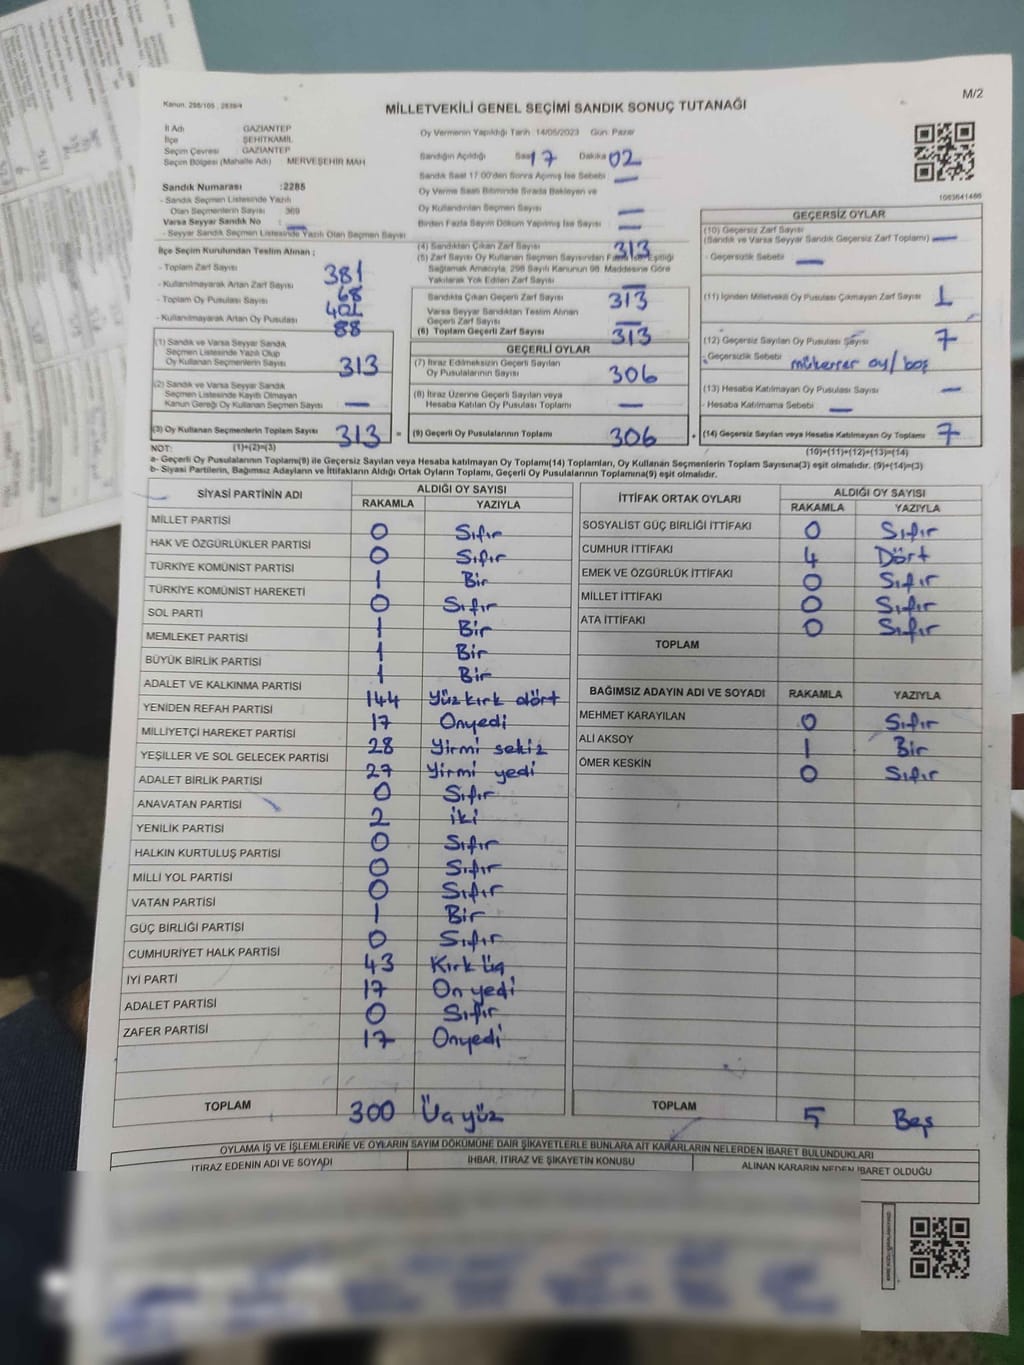 Kanun. 298/105 , 2839/4
M/2
MİLLETVEKİLİ GENEL SEÇİMİ SANDIK SONUÇ TUTANAĞI
İl Adı GAZİANTEP
İlçe ŞEHİTKAMİL
Seçim Çevresi GAZİANTEP
Seçim Bölgesi (Mahalle Adı) MERVEŞEHİR MAH
Sandık Numarası :2285
- Sandık Seçmen Listesinde Yazılı
Olan Seçmenlerin Sayısı 369
Varsa Seyyar Sandık No : —
- Seyyar Sandık Seçmen Listesinde Yazılı Olan Seçmen Sayısı
İlçe Seçim Kurulundan Teslim Alınan ;
- Toplam Zarf Sayısı 381
- Kullanılmayarak Artan Zarf Sayısı 68
- Toplam Oy Pusulası Sayısı
- Kullanılmayarak Artan Oy Pusulası 88
(1) Sandık ve Varsa Seyyar Sandık
Seçmen Listesinde Yazılı Olup
Oy Kullanan Seçmenlerin Sayısı 313
(2) Sandık ve Varsa Seyyar Sandık
Seçmen Listesinde Kayıtlı Olmayan
Kanun Gereği Oy Kullanan Seçmen Sayısı —
(3) Oy Kullanan Seçmenlerin Toplam Sayısı 313 =
Oy Vermenin Yapıldığı Tarih :14/05/2023 Gün: Pazar
Sandığın Açıldığı Saat 17 Dakika 02
Sandık Saat 17:00'den Sonra Açılmış İse Sebebi : —
Oy Verme Saati Bitiminde Sırada Bekleyen ve
Oy Kullandırılan Seçmen Sayısı —
Birden Fazla Sayım Döküm Yapılmış İse Sayısı —
(4) Sandıktan Çıkan Zarf Sayısı 313
(5) Zarf Sayısı Oy Kullanan Seçmen Sayısından Fazla İse, Eşitliği
Sağlamak Amacıyla, 298 Sayılı Kanunun 98. Maddesine Göre
Yakılarak Yok Edilen Zarf Sayısı —
Sandıkta Çıkan Geçerli Zarf Sayısı 313
Varsa Seyyar Sandıktan Teslim Alınan
Geçerli Zarf Sayısı —
(6) Toplam Geçerli Zarf Sayısı 313
GEÇERLİ OYLAR
(7) İtiraz Edilmeksizin Geçerli Sayılan
Oy Pusulalarının Sayısı 306
(8) İtiraz Üzerine Geçerli Sayılan veya
Hesaba Katılan Oy Pusulası Toplamı —
(9) Geçerli Oy Pusulalarının Toplamı 306 +
1063641466
GEÇERSİZ OYLAR
(10) Geçersiz Zarf Sayısı
(Sandık ve Varsa Seyyar Sandık Geçersiz Zarf Toplamı) —
- Geçersizlik Sebebi : —
(11) İçinden Milletvekili Oy Pusulası Çıkmayan Zarf Sayısı 1
(12) Geçersiz Sayılan Oy Pusulası Sayısı 7
- Geçersizlik Sebebi : mükerrer oy/boş
(13) Hesaba Katılmayan Oy Pusulası Sayısı —
- Hesaba Katılmama Sebebi : —
(14) Geçersiz Sayılan veya Hesaba Katılmayan Oy Toplamı 7
NOT: (1)+(2)=(3) (10)+(11)+(12)+(13)=(14)
a- Geçerli Oy Pusulalarının Toplamı(9) ile Geçersiz Sayılan veya Hesaba katılmayan Oy Toplamı(14) Toplamları, Oy Kullanan Seçmenlerin Toplam Sayısına(3) eşit olmalıdır. (9)+(14)=(3)
b- Siyasi Partilerin, Bağımsız Adayların ve İttifakların Aldığı Ortak Oyların Toplamı, Geçerli Oy Pusulalarının Toplamına(9) eşit olmalıdır.
SİYASİ PARTİNİN ADI ALDIĞI OY SAYISI
RAKAMLA YAZIYLA
MİLLET PARTİSİ 0 Sıfır
HAK VE ÖZGÜRLÜKLER PARTİSİ 0 Sıfır
TÜRKİYE KOMÜNİST PARTİSİ 1 Bir
TÜRKİYE KOMÜNİST HAREKETİ 0 Sıfır
SOL PARTİ 1 Bir
MEMLEKET PARTİSİ 1 Bir
BÜYÜK BİRLİK PARTİSİ 1 Bir
ADALET VE KALKINMA PARTİSİ 144 Yüzkırk dört
YENİDEN REFAH PARTİSİ 17 Onyedi
MİLLİYETÇİ HAREKET PARTİSİ 28 Yirmi sekiz
YEŞİLLER VE SOL GELECEK PARTİSİ 27 Yirmi yedi
ADALET BİRLİK PARTİSİ 0 Sıfır
ANAVATAN PARTİSİ 2 iki
YENİLİK PARTİSİ 0 Sıfır
HALKIN KURTULUŞ PARTİSİ 0 Sıfır
MİLLİ YOL PARTİSİ 0 Sıfır
VATAN PARTİSİ 1 Bir
GÜÇ BİRLİĞİ PARTİSİ 0 Sıfır
CUMHURİYET HALK PARTİSİ 43 Kırk üç
İYİ PARTİ 17 On yedi
ADALET PARTİSİ 0 Sıfır
ZAFER PARTİSİ 17 Onyedi
TOPLAM 300 Üçyüz
İTTİFAK ORTAK OYLARI ALDIĞI OY SAYISI
RAKAMLA YAZIYLA
SOSYALİST GÜÇ BİRLİĞİ İTTİFAKI 0 Sıfır
CUMHUR İTTİFAKI 4 Dört
EMEK VE ÖZGÜRLÜK İTTİFAKI 0 Sıfır
MİLLET İTTİFAKI 0 Sıfır
ATA İTTİFAKI 0 Sıfır
TOPLAM
BAĞIMSIZ ADAYIN ADI VE SOYADI RAKAMLA YAZIYLA
MEHMET KARAYILAN 0 Sıfır
ALİ AKSOY 1 Bir
ÖMER KESKİN 0 Sıfır
TOPLAM 5 Beş
OYLAMA İŞ VE İŞLEMLERİNE VE OYLARIN SAYIM DÖKÜMÜNE DAİR ŞİKAYETLERLE BUNLARA AİT KARARLARIN NELERDEN İBARET BULUNDUKLARI
İTİRAZ EDENİN ADI VE SOYADI İHBAR, İTİRAZ VE ŞİKAYETİN KONUSU ALINAN KARARIN NEDEN İBARET OLDUĞU